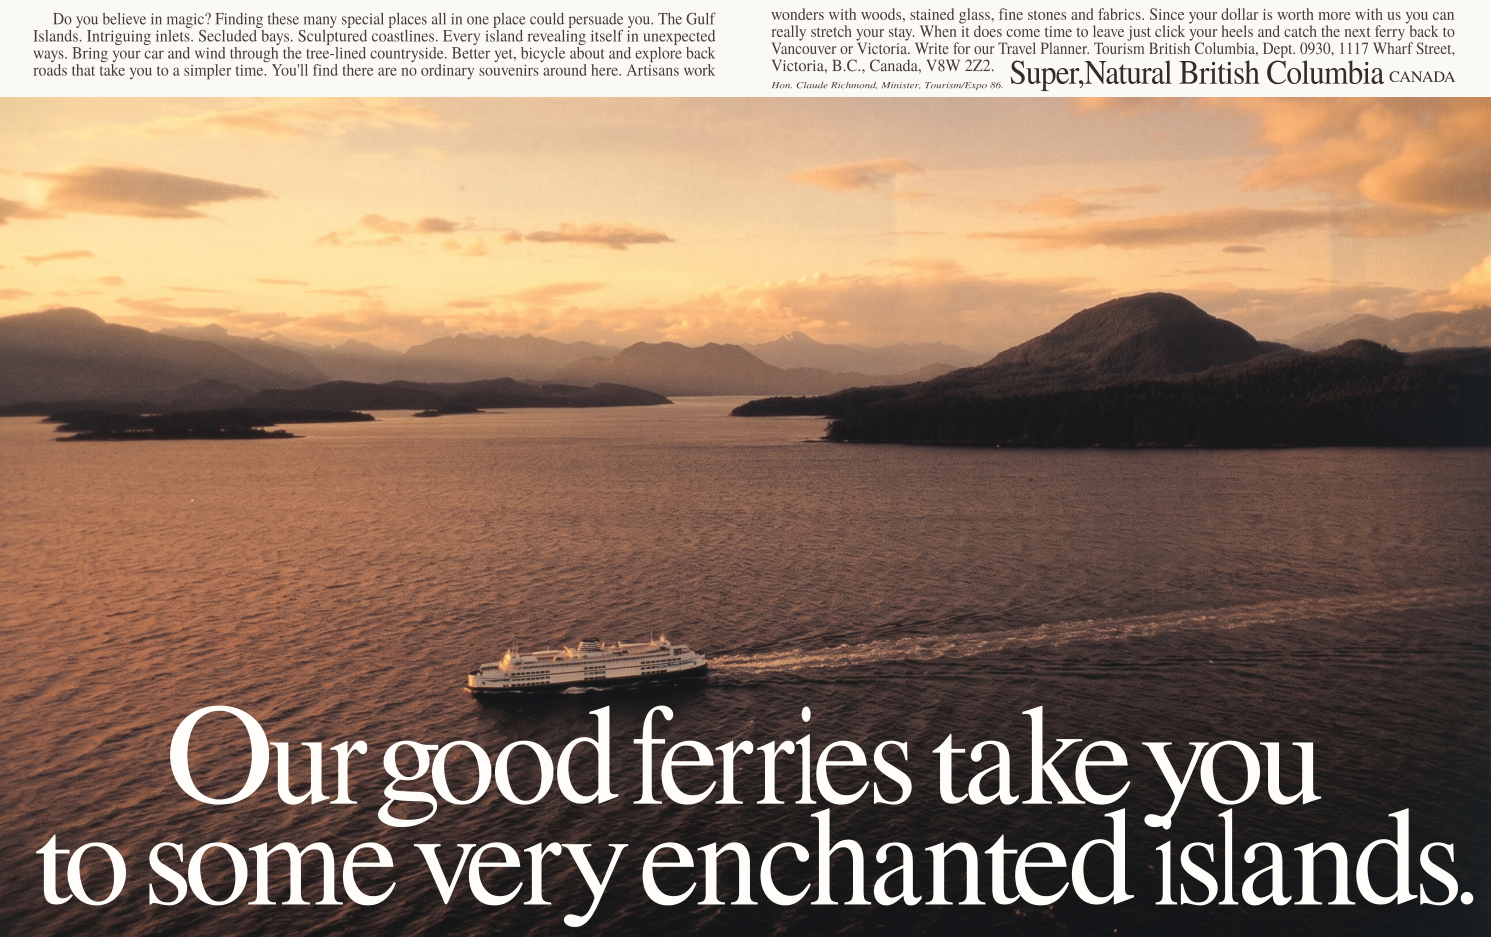 Do you believe in magic? Finding these many special places all in one place could persuade you. The Gulf
Islands. Intriguing inlets. Secluded bays. Sculptured coastlines. Every island revealing itself in unexpected
ways. Bring your car and wind through the tree-lined countryside. Better yet, bicycle about and explore back
roads that take you to a simpler time. You'll find there are no ordinary souvenirs around here. Artisans work
wonders with woods, stained glass, fine stones and fabrics. Since your dollar is worth more with us you can
really stretch your stay. When it does come time to leave just click your heels and catch the next ferry back to
Vancouver or Victoria. Write for our Travel Planner. Tourism British Columbia, Dept. 0930, 1117 Wharf Street,
Victoria, B.C., Canada, V8W 2Z2.
Hon. Claude Richmond, Minister, Tourism/Expo 86.
Super,Natural British Columbia CANADA
Our good ferries take you
to some very enchanted islands.